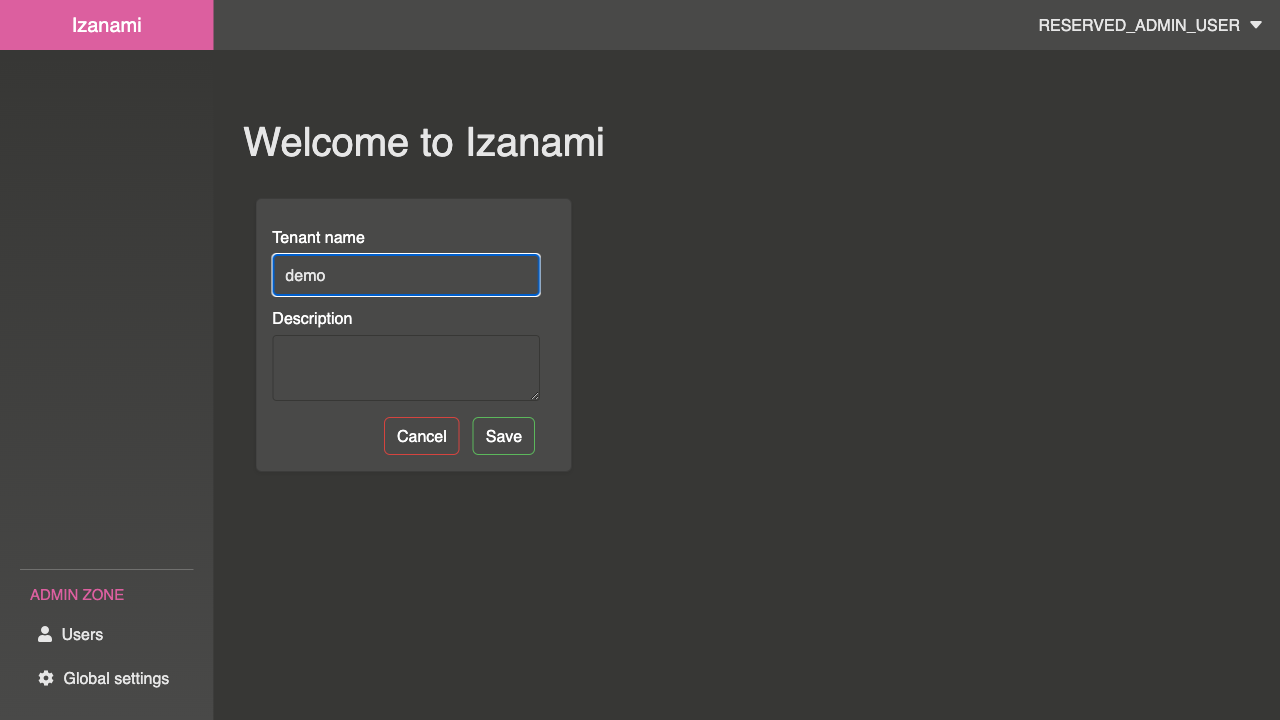 Izanami
RESERVED_ADMIN_USER
Welcome to Izanami
Tenant name
demo
Description
Cancel
Save
ADMIN ZONE
Users
Global settings